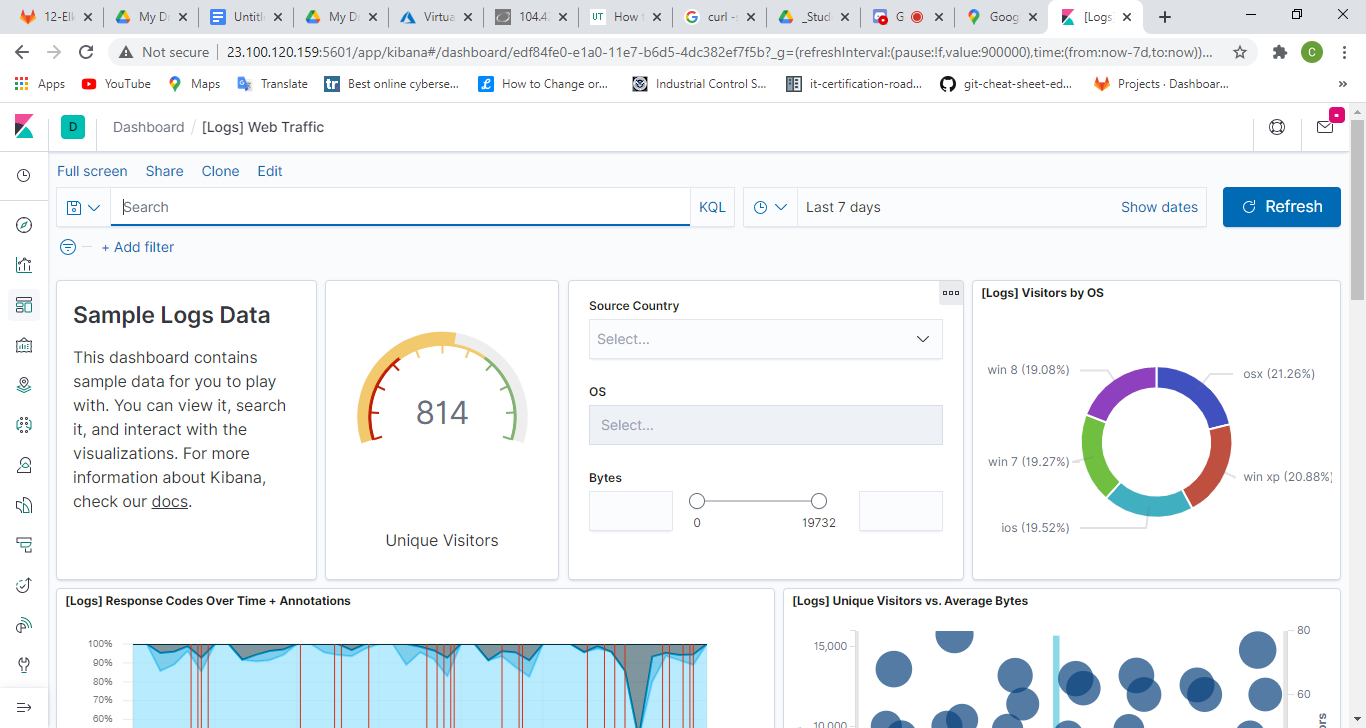 12-Elk
My Dr
Untitl
My Dr
Virtua
104.43
UT How t
curl -s
_Stud
G
Goog
[Logs
Not secure 23.100.120.159:5601/app/kibana#/dashboard/edf84fe0-e1a0-11e7-b6d5-4dc382ef7f5b?_g=(refreshInterval:(pause:!f,value:900000),time:(from:now-7d,to:now))...
C
Apps
YouTube
Maps
Translate
tr Best online cyberse...
How to Change or...
Industrial Control S...
it-certification-road...
git-cheat-sheet-ed...
Projects · Dashboar...
»
D Dashboard / [Logs] Web Traffic
Full screen Share Clone Edit
Search KQL Last 7 days Show dates Refresh
+ Add filter
Sample Logs Data
This dashboard contains
sample data for you to play
with. You can view it, search
it, and interact with the
visualizations. For more
information about Kibana,
check our docs.
814
Unique Visitors
Source Country
Select...
OS
Select...
Bytes
0 19732
[Logs] Visitors by OS
win 8 (19.08%)
osx (21.26%)
win 7 (19.27%)
win xp (20.88%)
ios (19.52%)
[Logs] Response Codes Over Time + Annotations
100%
90%
80%
70%
60%
[Logs] Unique Visitors vs. Average Bytes
15,000
10,000
80
60